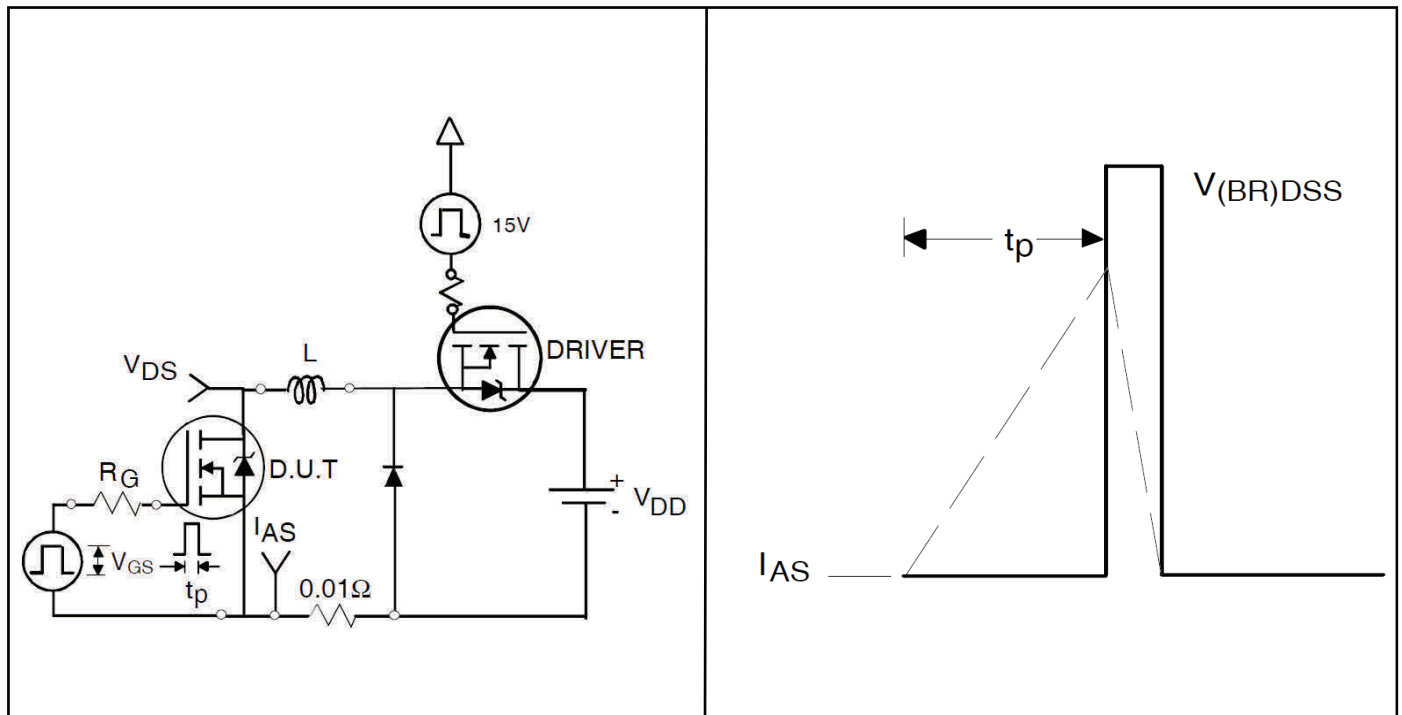 15V
DRIVER
L
VDS
D.U.T
RG
IAS
VGS
tp
0.01Ω
+
-
VDD
V(BR)DSS
tp
IAS